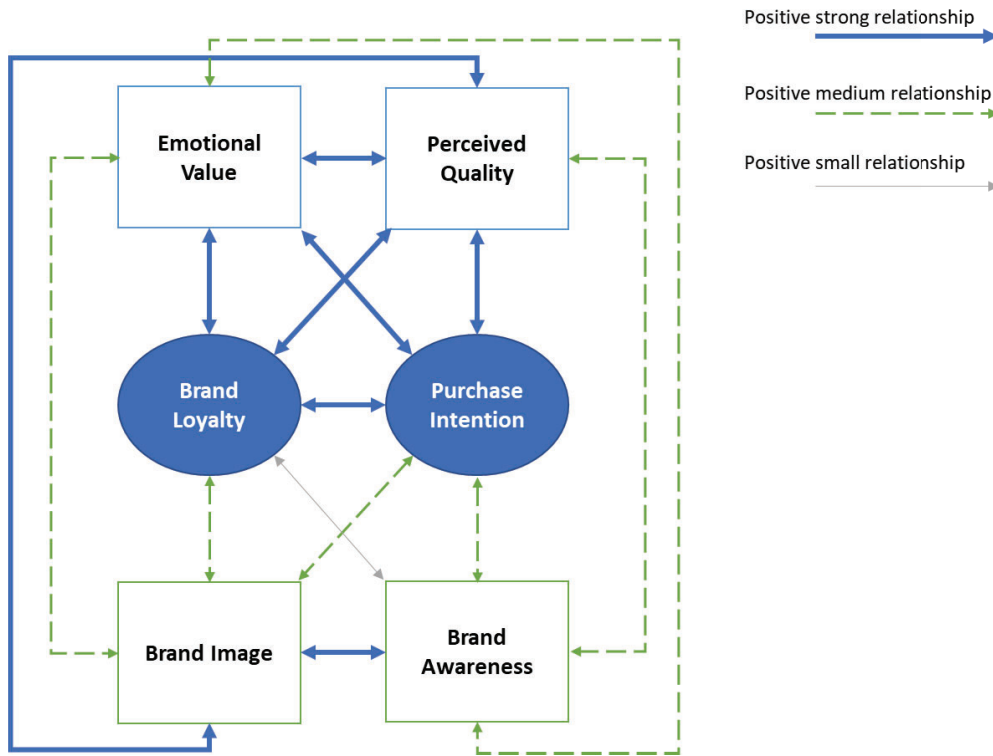 Positive strong relationship
Positive medium relationship
Positive small relationship
Emotional
Value
Perceived
Quality
Brand
Loyalty
Purchase
Intention
Brand Image
Brand
Awareness